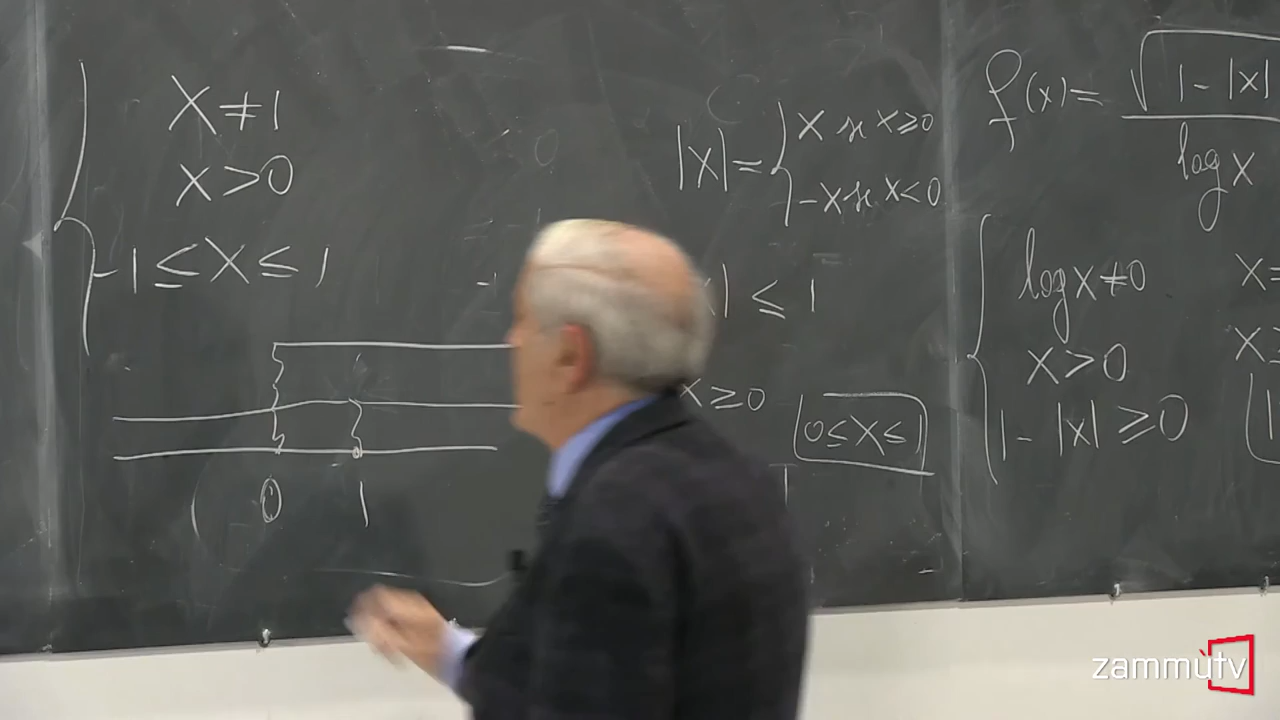 x ≠ 1
x > 0
-1 ≤ x ≤ 1
0 1
|x| = { x se x ≥ 0
-x se x < 0
| ≤ 1
x ≥ 0
0 ≤ x ≤ 1
f(x) = √1 - |x|
log x
log x ≠ 0
x > 0
1 - |x| ≥ 0
x =
zammùtv